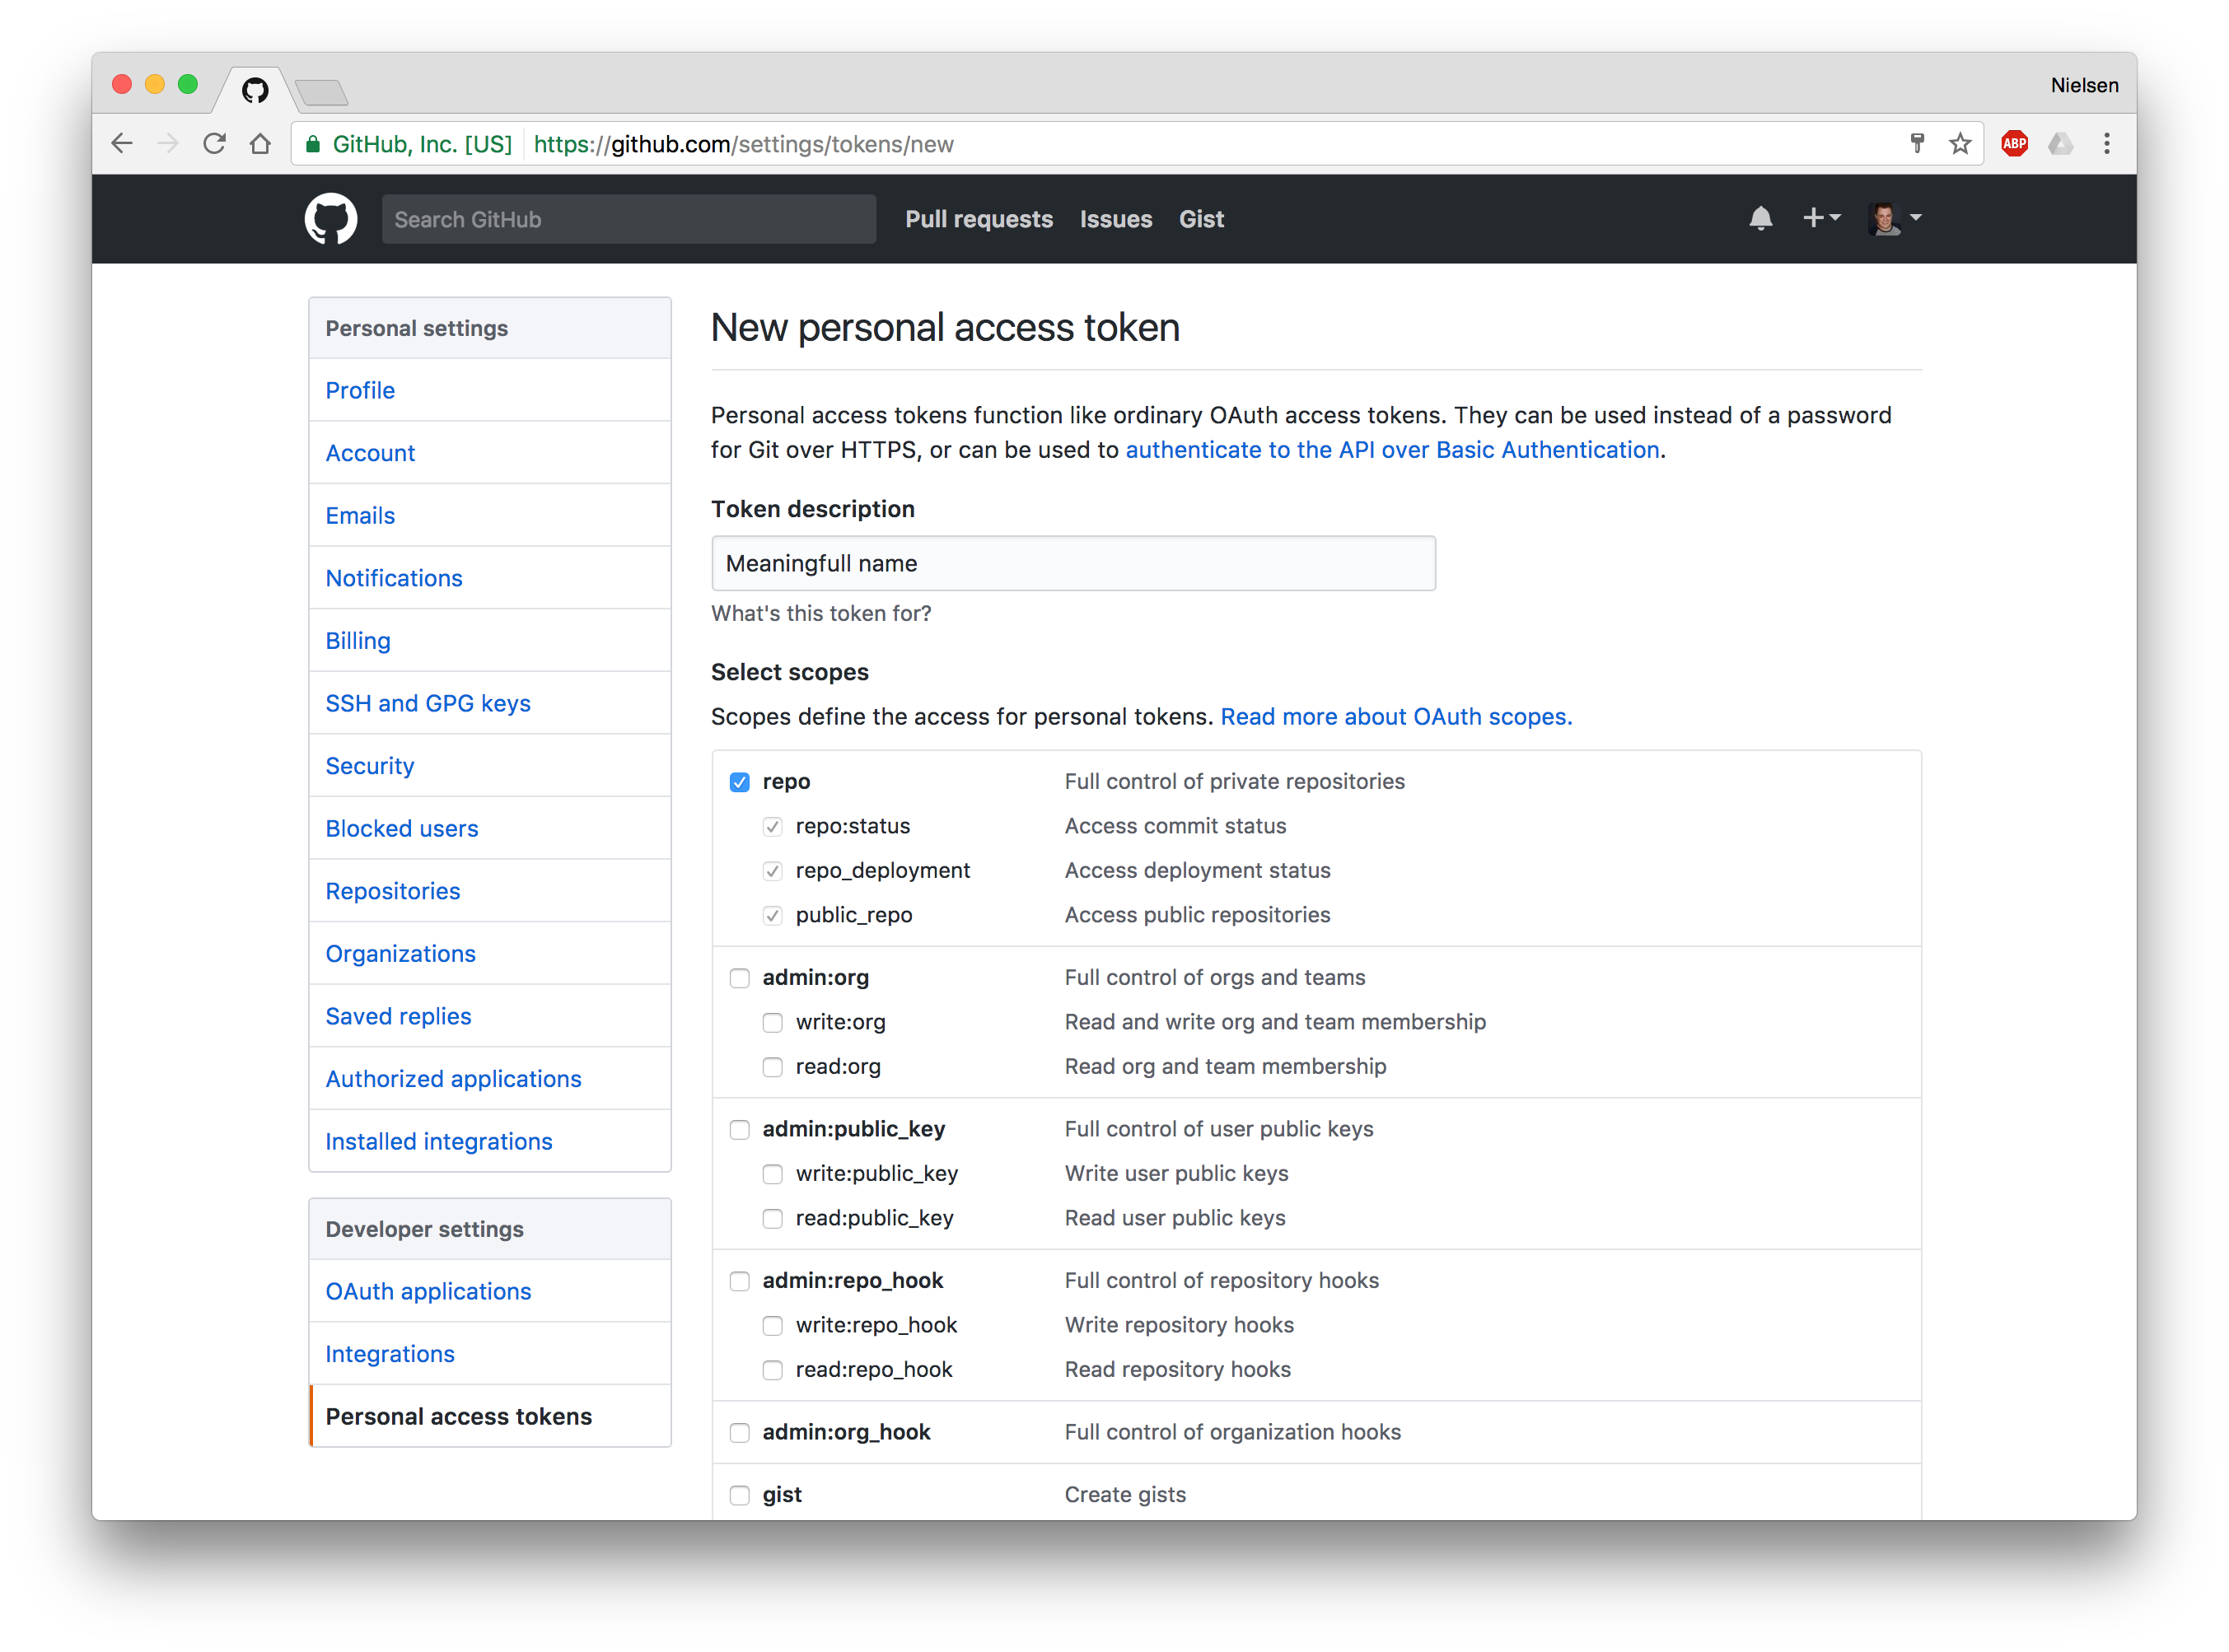 Nielsen
GitHub, Inc. [US] https://github.com/settings/tokens/new
ABP
Search GitHub
Pull requests
Issues
Gist
Personal settings
Profile
Account
Emails
Notifications
Billing
SSH and GPG keys
Security
Blocked users
Repositories
Organizations
Saved replies
Authorized applications
Installed integrations
Developer settings
OAuth applications
Integrations
Personal access tokens
New personal access token
Personal access tokens function like ordinary OAuth access tokens. They can be used instead of a password
for Git over HTTPS, or can be used to authenticate to the API over Basic Authentication.
Token description
Meaningfull name
What's this token for?
Select scopes
Scopes define the access for personal tokens. Read more about OAuth scopes.
repo Full control of private repositories
repo:status Access commit status
repo_deployment Access deployment status
public_repo Access public repositories
admin:org Full control of orgs and teams
write:org Read and write org and team membership
read:org Read org and team membership
admin:public_key Full control of user public keys
write:public_key Write user public keys
read:public_key Read user public keys
admin:repo_hook Full control of repository hooks
write:repo_hook Write repository hooks
read:repo_hook Read repository hooks
admin:org_hook Full control of organization hooks
gist Create gists